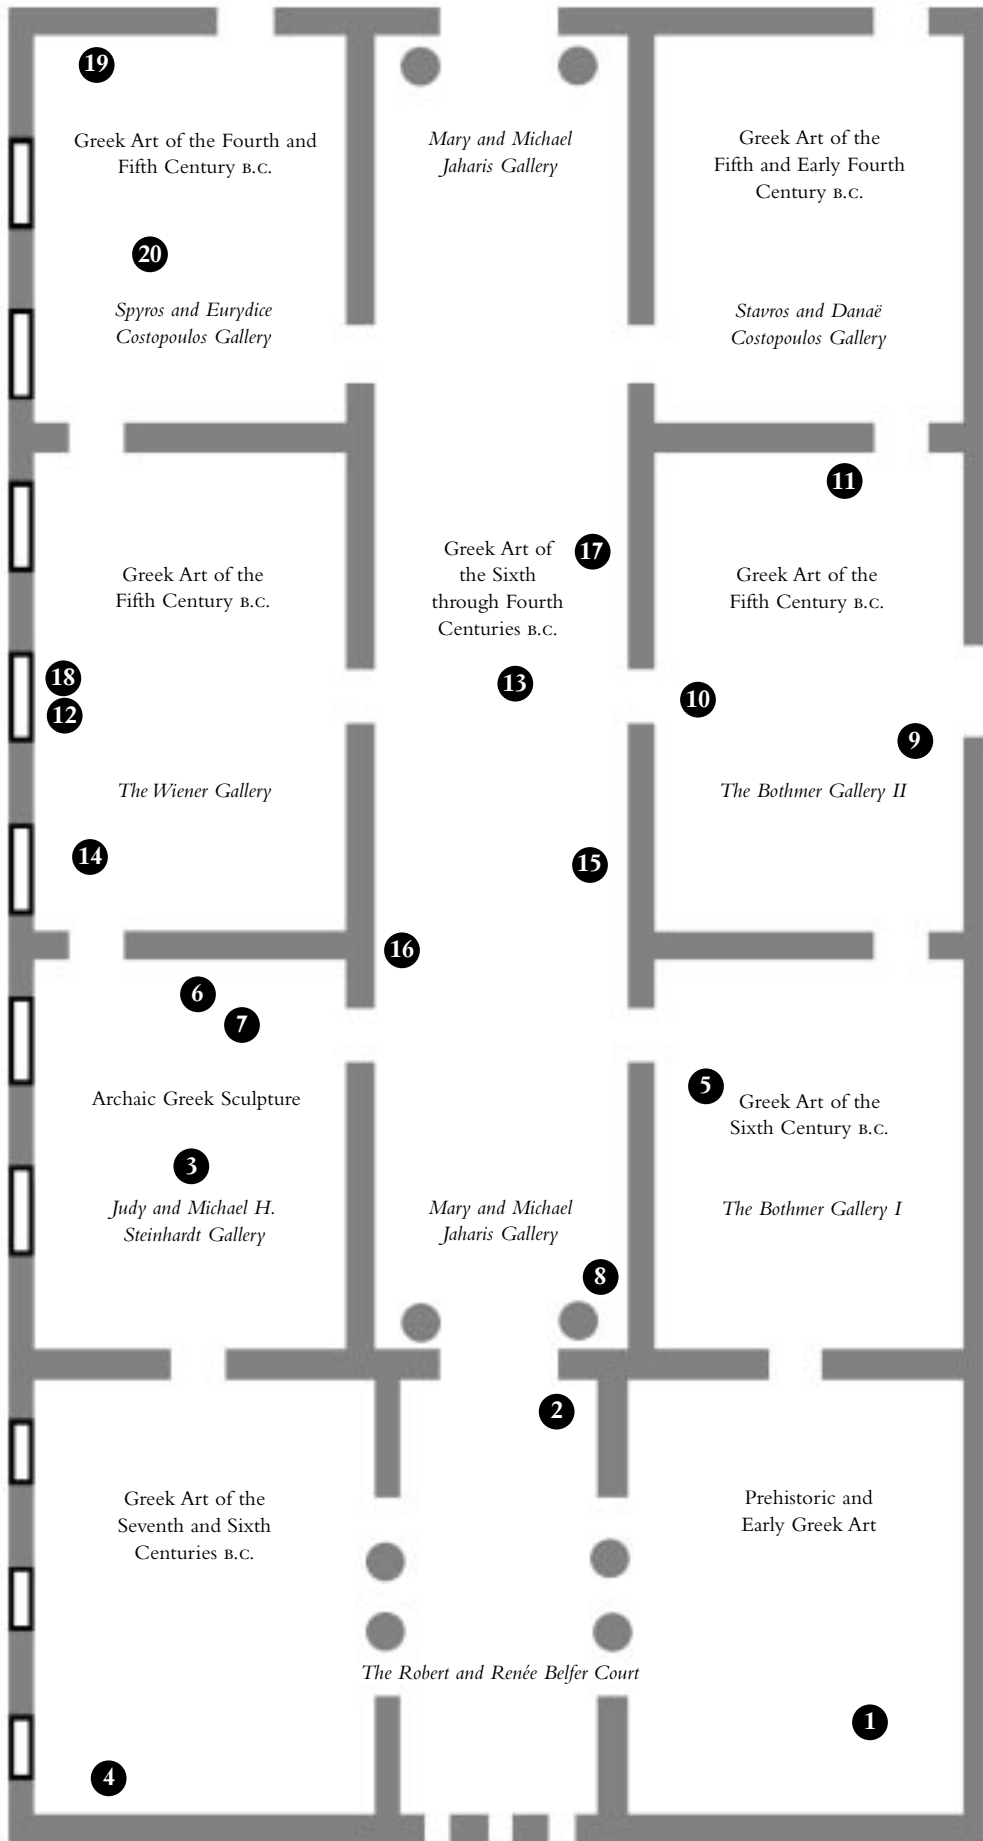 19
Greek Art of the Fourth and
Fifth Century B.C.
20
Spyros and Eurydice
Costopoulos Gallery
Mary and Michael
Jaharis Gallery
Greek Art of the
Fifth and Early Fourth
Century B.C.
Stavros and Danaë
Costopoulos Gallery
Greek Art of the
Fifth Century B.C.
18
12
The Wiener Gallery
14
Greek Art of
the Sixth
through Fourth
Centuries B.C.
17
13
15
16
11
Greek Art of the
Fifth Century B.C.
10
9
The Bothmer Gallery II
6
7
Archaic Greek Sculpture
3
Judy and Michael H.
Steinhardt Gallery
Mary and Michael
Jaharis Gallery
8
5
Greek Art of the
Sixth Century B.C.
The Bothmer Gallery I
2
Greek Art of the
Seventh and Sixth
Centuries B.C.
4
The Robert and Renée Belfer Court
Prehistoric and
Early Greek Art
1